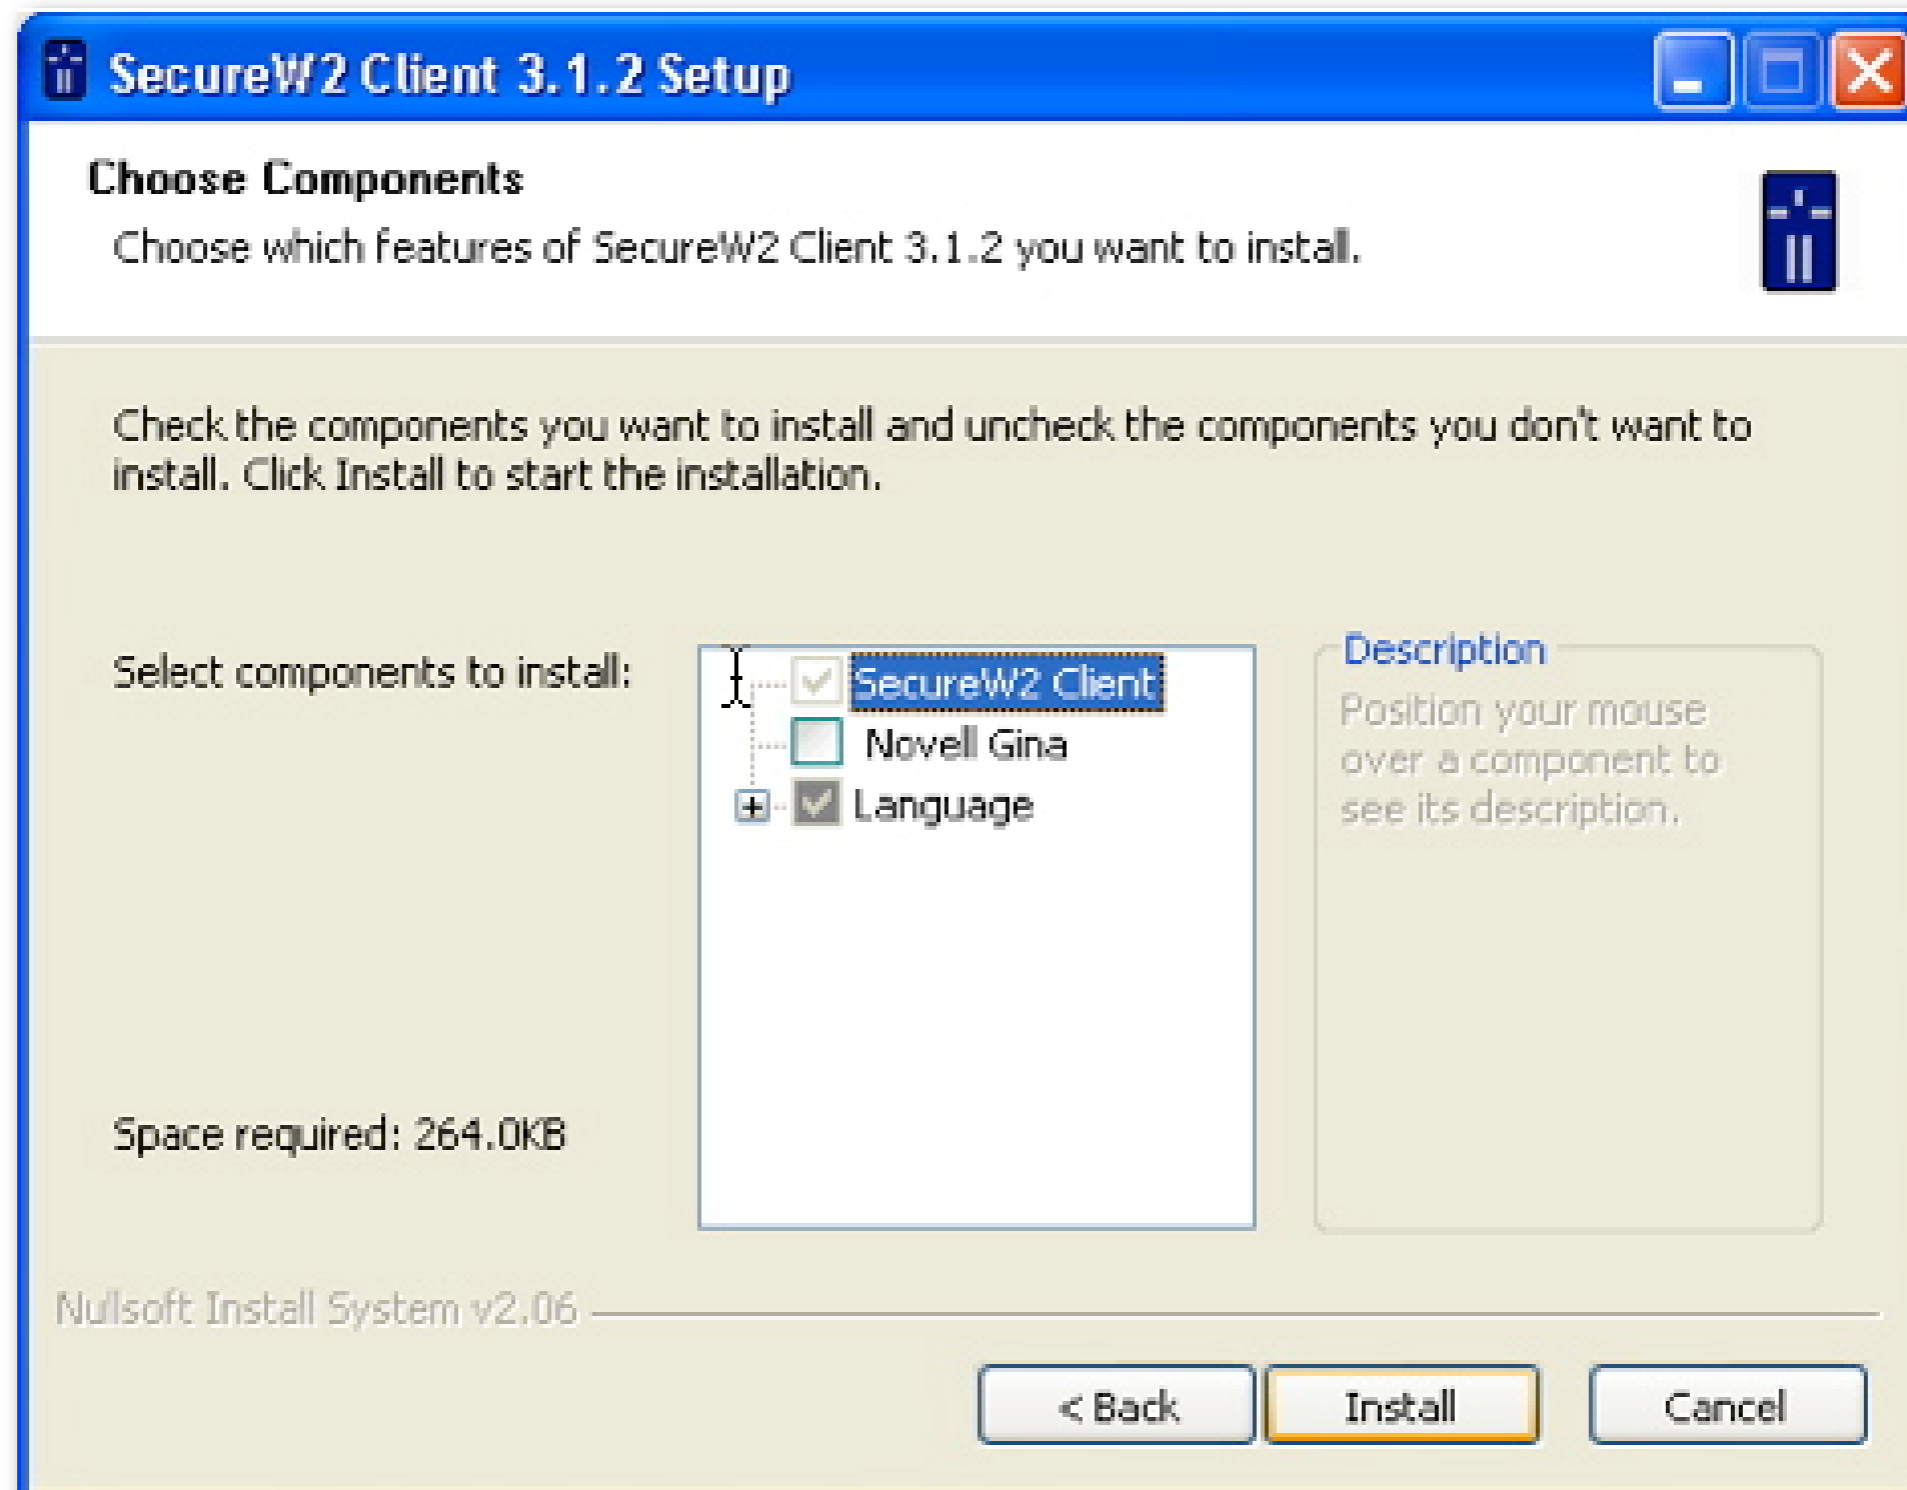 SecureW2 Client 3.1.2 Setup
Choose Components
Choose which features of SecureW2 Client 3.1.2 you want to install.
Check the components you want to install and uncheck the components you don't want to
install. Click Install to start the installation.
Select components to install:
SecureW2 Client
Novell Gina
Language
Description
Position your mouse
over a component to
see its description.
Space required: 264.0KB
Nullsoft Install System v2.06
< Back
Install
Cancel